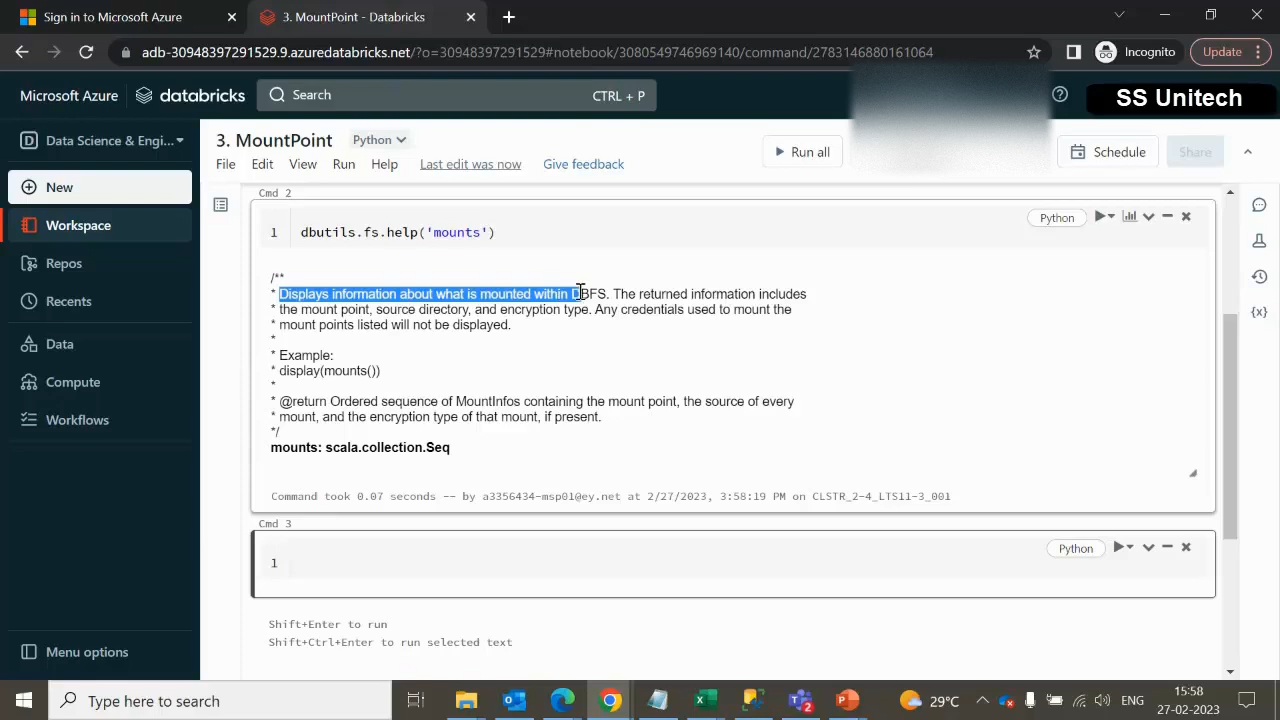 Sign in to Microsoft Azure
3. MountPoint - Databricks
adb-30948397291529.9.azuredatabricks.net/?o=30948397291529#notebook/3080549746969140/command/2783146880161064
Incognito
Update
Microsoft Azure
databricks
Search
CTRL + P
SS Unitech
Data Science & Engi...
New
Workspace
Repos
Recents
Data
Compute
Workflows
Menu options
3. MountPoint
Python
File Edit View Run Help Last edit was now Give feedback
Run all
Schedule
Share
Cmd 2
Python
1 dbutils.fs.help('mounts')
/**
* Displays information about what is mounted within DBFS. The returned information includes
* the mount point, source directory, and encryption type. Any credentials used to mount the
* mount points listed will not be displayed.
*
* Example:
* display(mounts())
*
* @return Ordered sequence of MountInfos containing the mount point, the source of every
* mount, and the encryption type of that mount, if present.
*/
mounts: scala.collection.Seq
Command took 0.07 seconds -- by a3356434-msp01@ey.net at 2/27/2023, 3:58:19 PM on CLSTR_2-4_LTS11-3_001
Cmd 3
Python
1
Shift+Enter to run
Shift+Ctrl+Enter to run selected text
Type here to search
29°C
ENG
15:58
27-02-2023